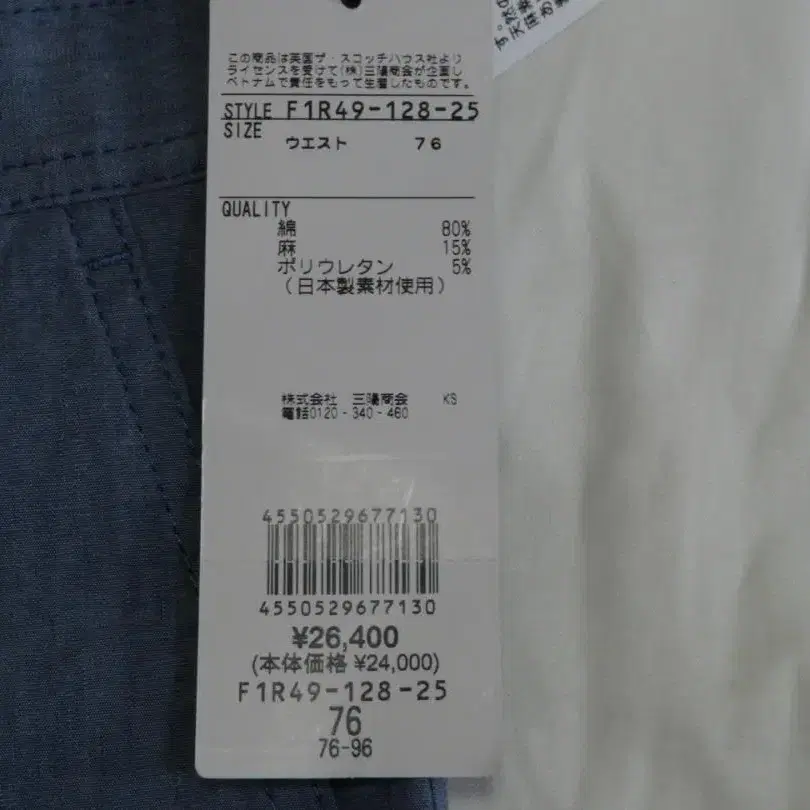 この商品は英国ザ・スコッチハウス社より
ライセンスを受けて(株)三陽商会が企画し
ベトナムで責任をもって生産したものです。
STYLE F1R49-128-25
SIZE
ウエスト 76
QUALITY
綿 80%
麻 15%
ポリウレタン 5%
(日本製素材使用)
株式会社 三陽商会 KS
電話0120-340-460
4550529677130
4550529677130
¥26,400
(本体価格 ¥24,000)
F1R49-128-25
76
76-96